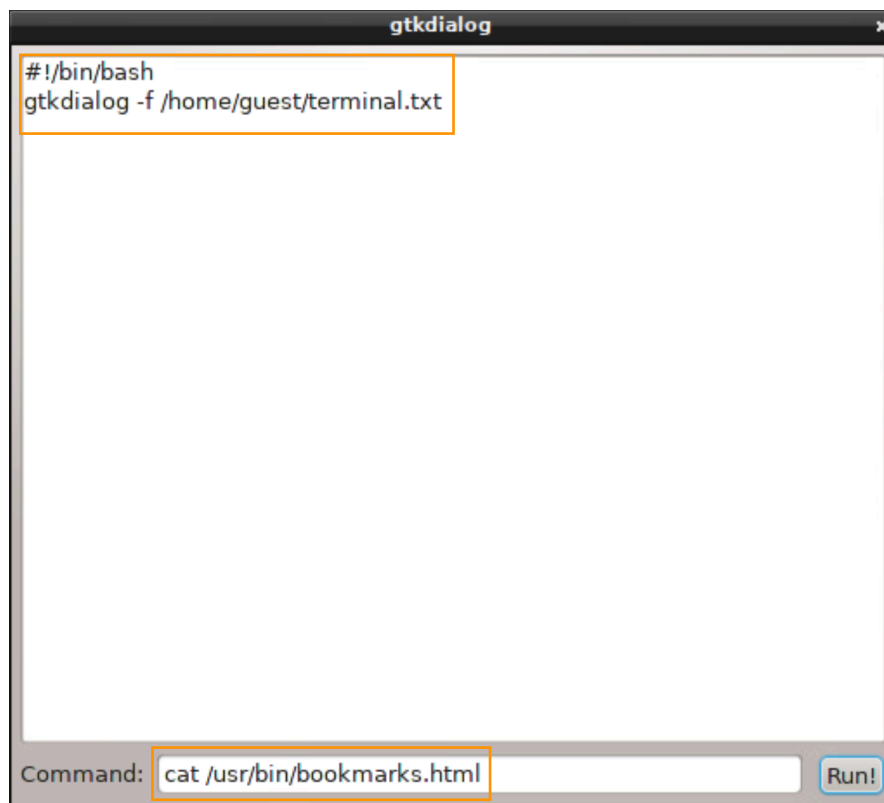 gtkdialog
#!/bin/bash
gtkdialog -f /home/guest/terminal.txt
Command: cat /usr/bin/bookmarks.html Run!